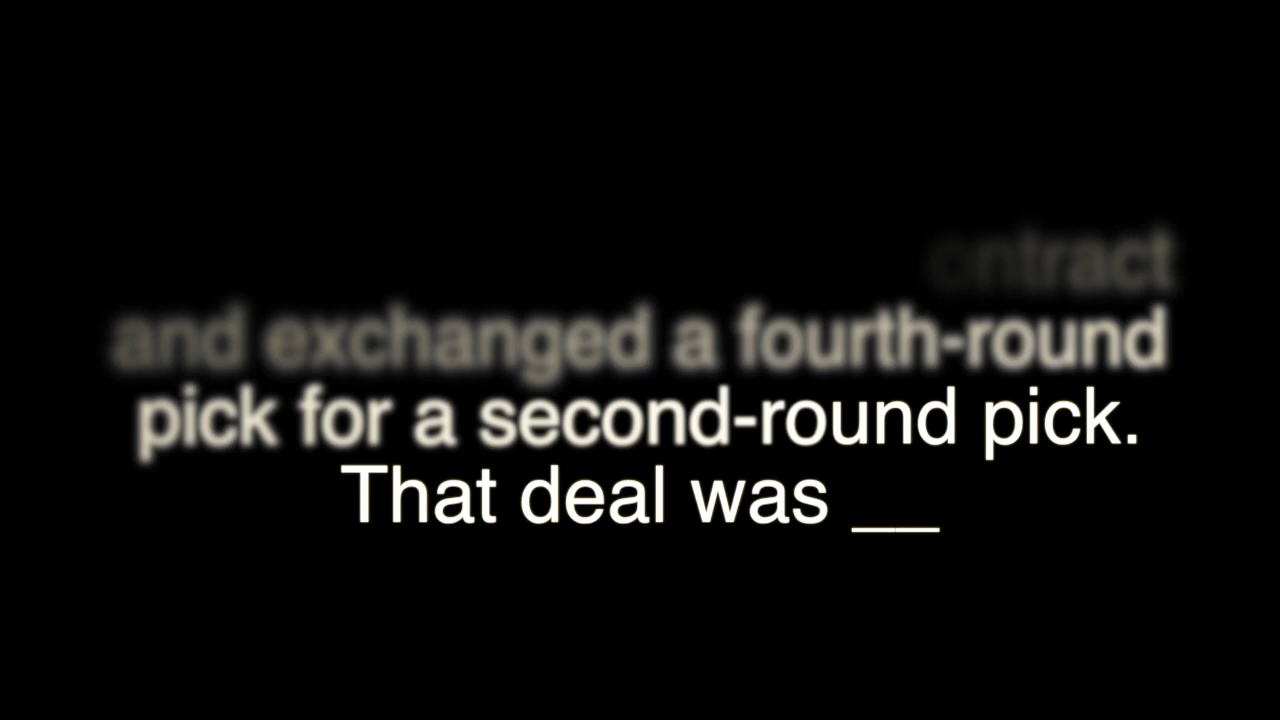 ontract
and exchanged a fourth-round
pick for a second-round pick.
That deal was __